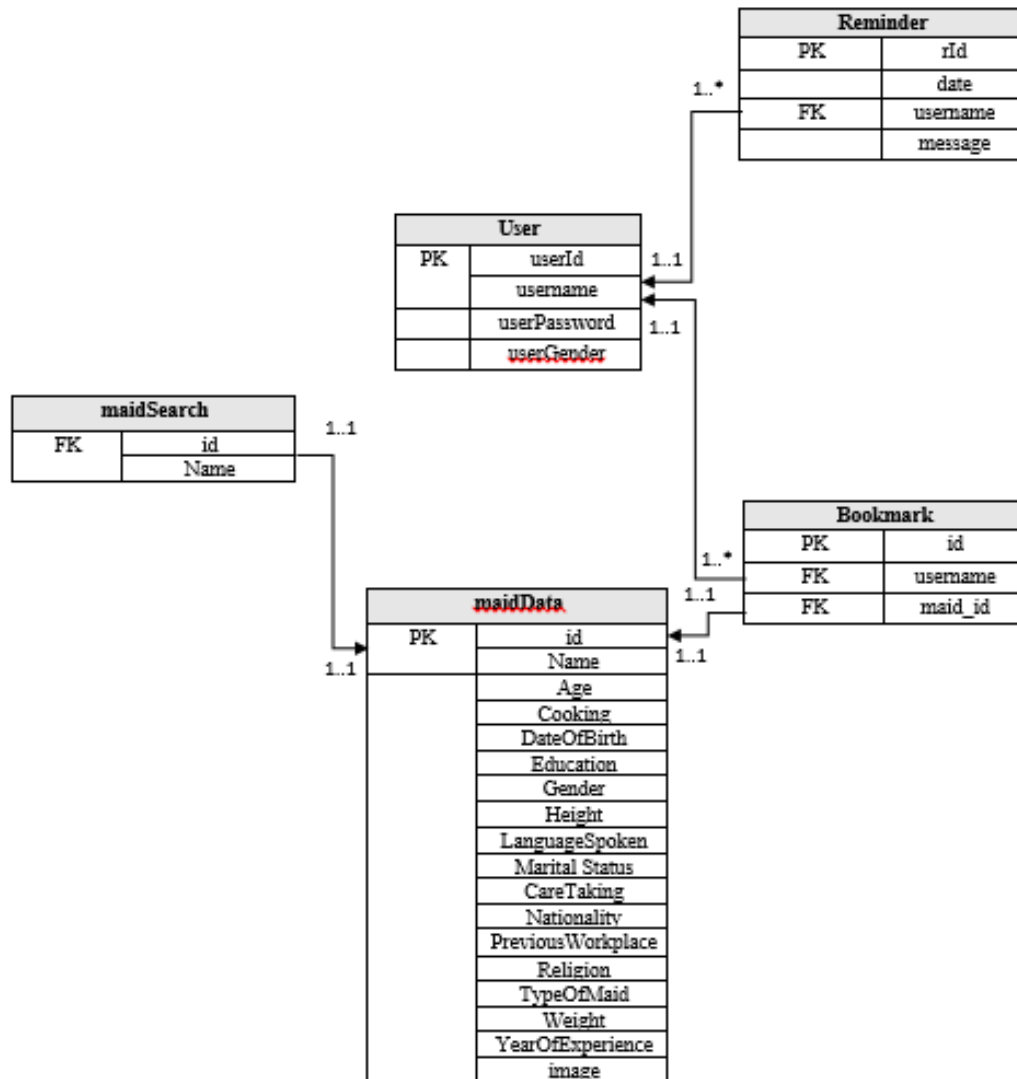 Reminder
PK rId
date
FK username
message
1..*
User
PK userId
username
userPassword
userGender
1..1
1..1
maidSearch
FK id
Name
1..1
Bookmark
PK id
FK username
FK maid_id
1..*
1..1
maidData
PK id
Name
Age
Cooking
DateOfBirth
Education
Gender
Height
LanguageSpoken
Marital Status
CareTaking
Nationality
PreviousWorkplace
Religion
TypeOfMaid
Weight
YearOfExperience
image
1..1
1..1